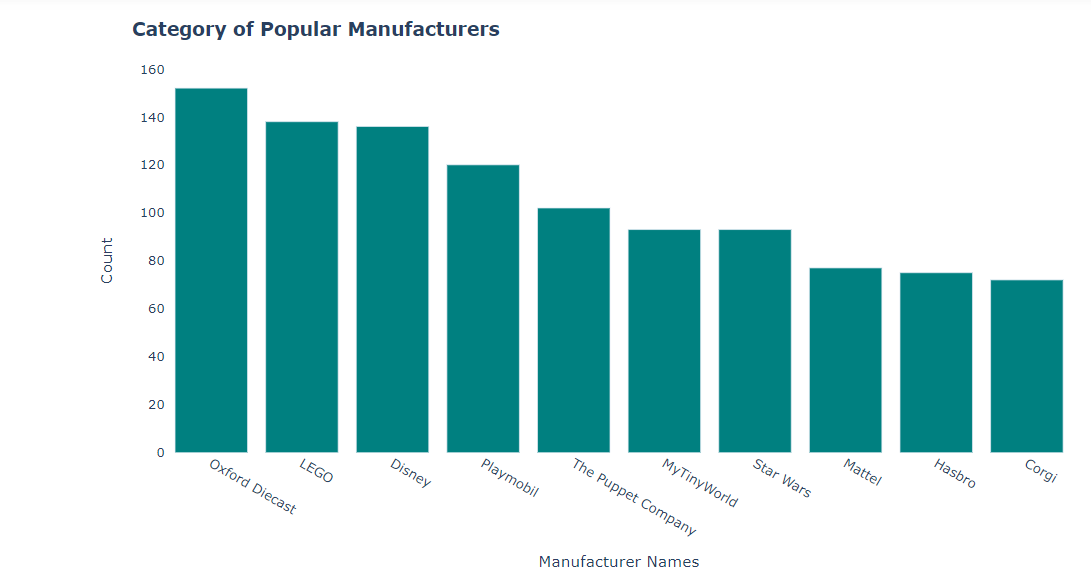 Category of Popular Manufacturers
160
140
120
100
80
60
40
20
0
Count
Oxford Diecast
LEGO
Disney
Playmobil
The Puppet Company
MyTinyWorld
Star Wars
Mattel
Hasbro
Corgi
Manufacturer Names